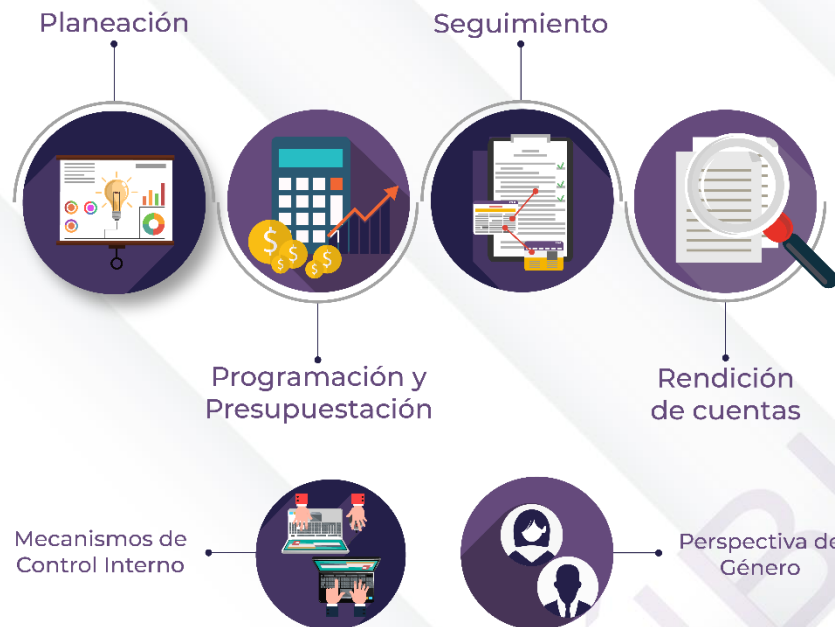 Planeación
Seguimiento
Programación y
Presupuestación
Rendición
de cuentas
Mecanismos de
Control Interno
Perspectiva de
Género